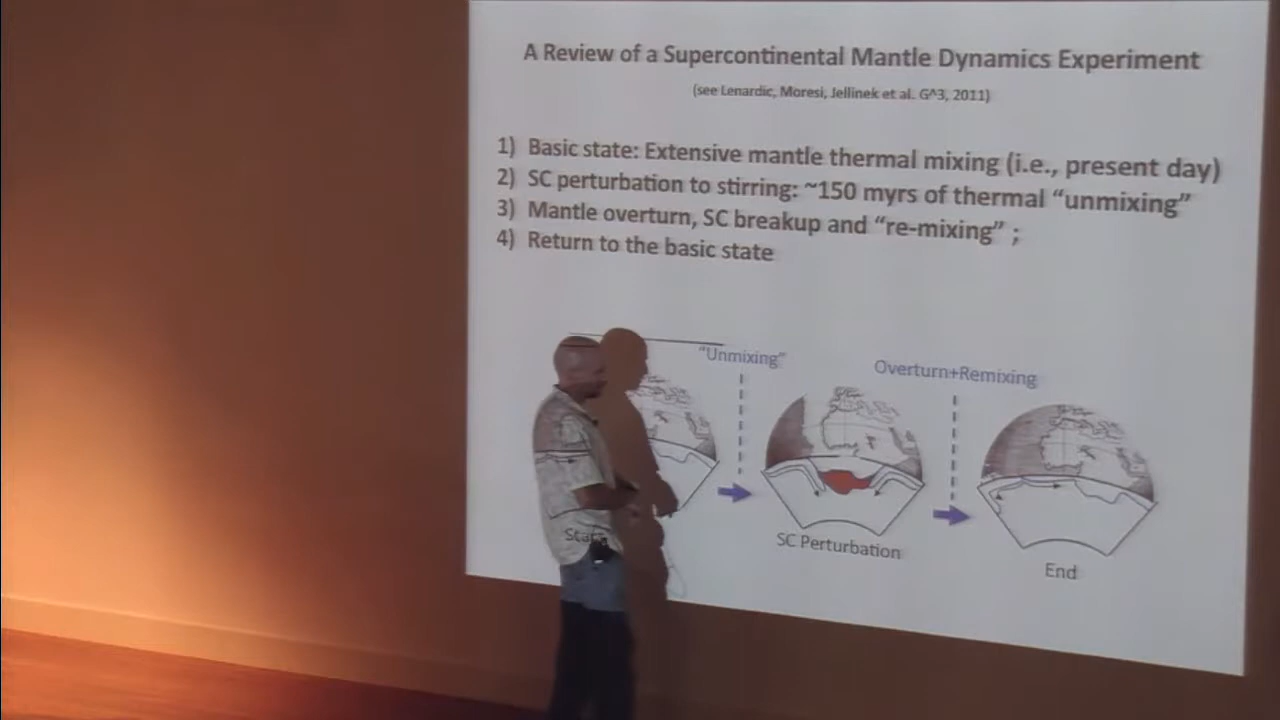 A Review of a Supercontinental Mantle Dynamics Experiment
(see Lenardic, Moresi, Jellinek et al. G^3, 2011)
1) Basic state: Extensive mantle thermal mixing (i.e., present day)
2) SC perturbation to stirring: ~150 myrs of thermal “unmixing”
3) Mantle overturn, SC breakup and “re-mixing” ;
4) Return to the basic state
“Unmixing”
Overturn+Remixing
Start
SC Perturbation
End